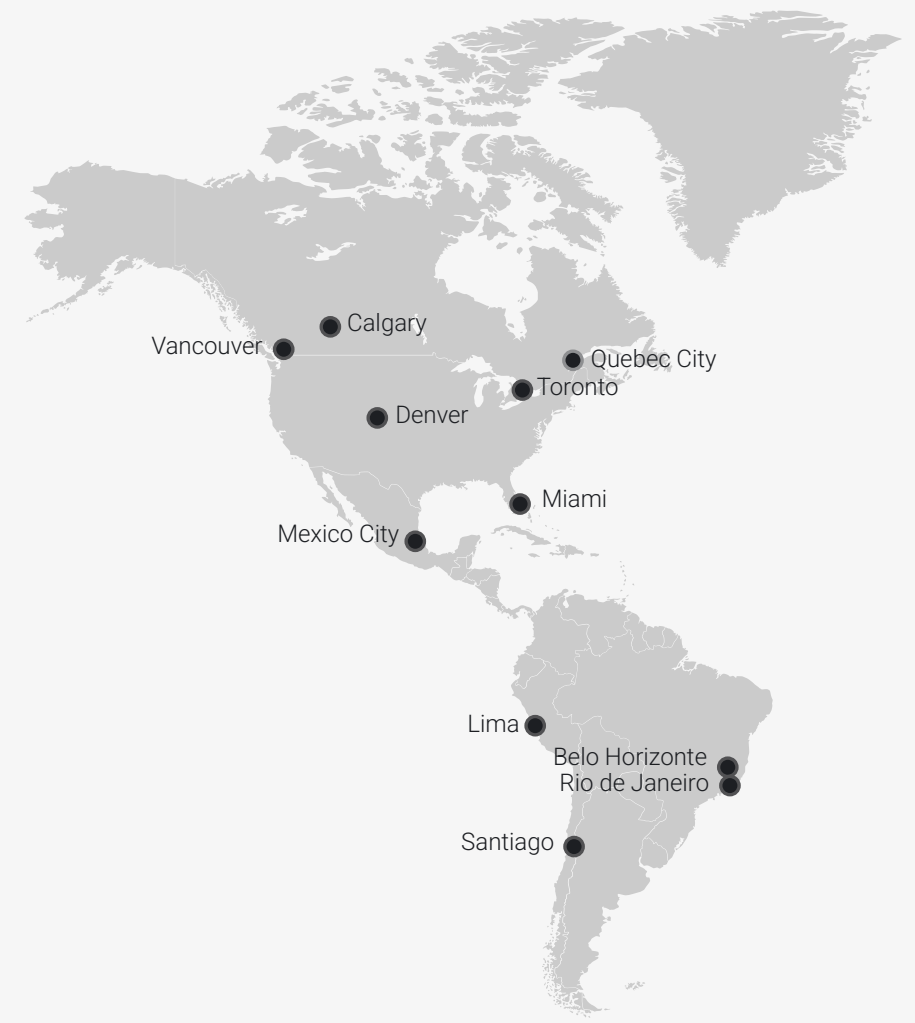 Calgary
Vancouver
Quebec City
Toronto
Denver
Miami
Mexico City
Lima
Belo Horizonte
Rio de Janeiro
Santiago